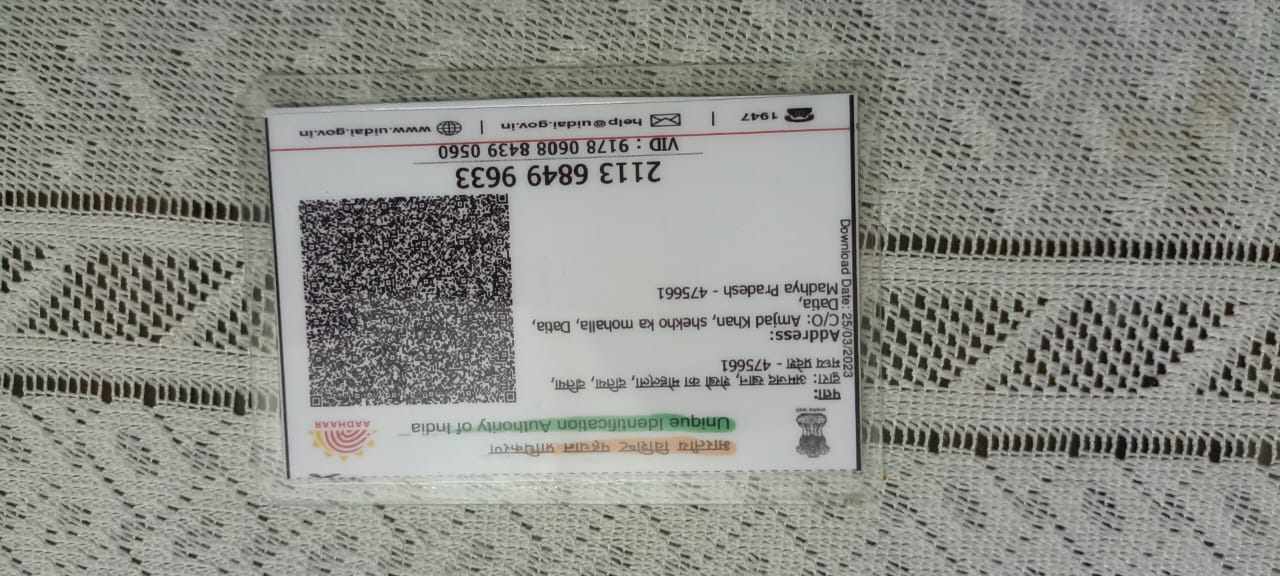 भारतीय विशिष्ट पहचान प्राधिकरण
Unique Identification Authority of India
AADHAAR
पता:
द्वारा: अमजद खान, शेखो का मोहल्ला, दतिया, दतिया,
मध्य प्रदेश - 475661
Address:
C/O: Amjad Khan, shekho ka mohalla, Datia,
Datia,
Madhya Pradesh - 475661
Download Date: 25/03/2023
2113 6849 9633
VID : 9178 0608 8439 0560
1947 | help@uidai.gov.in | www.uidai.gov.in